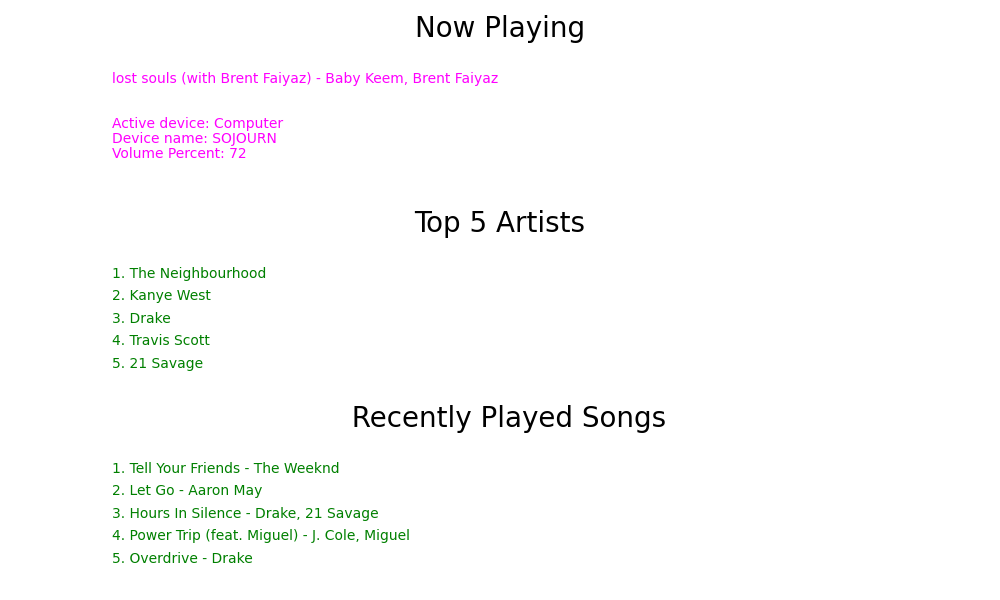 Now Playing
lost souls (with Brent Faiyaz) - Baby Keem, Brent Faiyaz
Active device: Computer
Device name: SOJOURN
Volume Percent: 72
Top 5 Artists
1. The Neighbourhood
2. Kanye West
3. Drake
4. Travis Scott
5. 21 Savage
Recently Played Songs
1. Tell Your Friends - The Weeknd
2. Let Go - Aaron May
3. Hours In Silence - Drake, 21 Savage
4. Power Trip (feat. Miguel) - J. Cole, Miguel
5. Overdrive - Drake